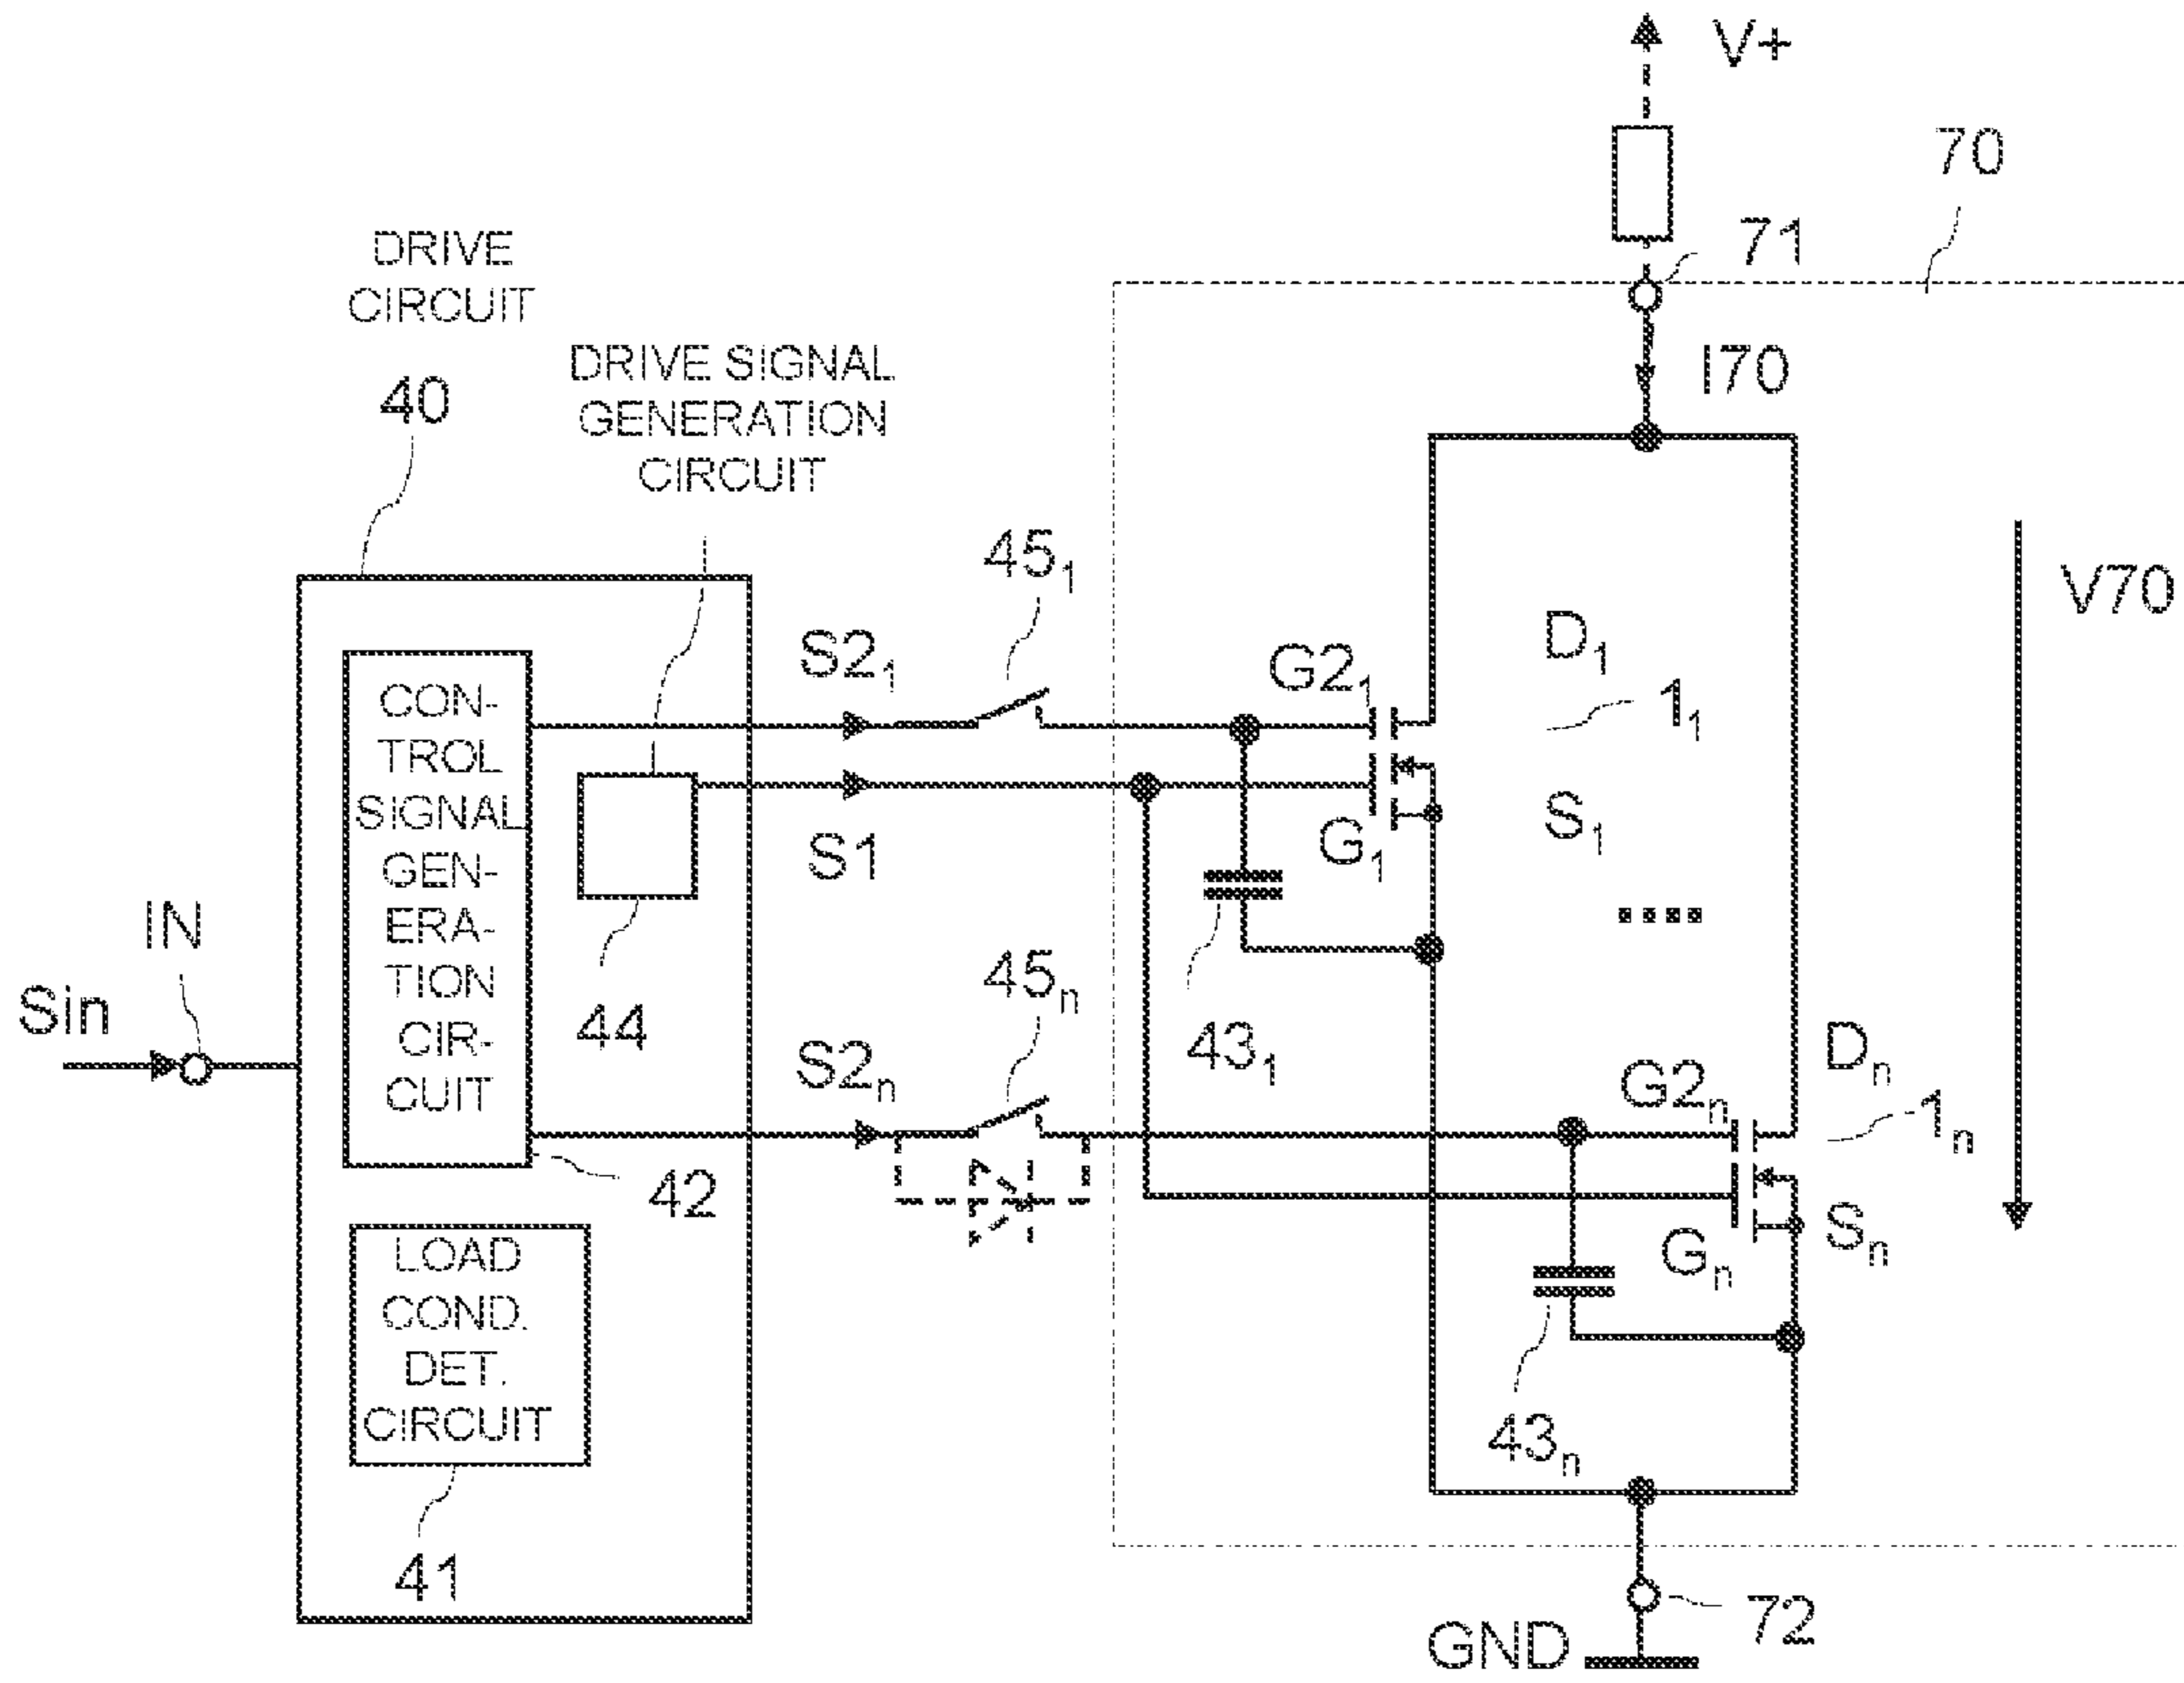 V+
70
71
DRIVE
CIRCUIT
DRIVE SIGNAL
GENERATION
CIRCUIT
40
I70
45₁
V70
S2₁
G2₁
D₁
1₁
CON-
TROL
SIGNAL
GEN-
ERA-
TION
CIR-
CUIT
S1
G₁
S₁
IN
Sin
44
45ₙ
43₁
S2ₙ
G2ₙ
Dₙ
1ₙ
42
Gₙ
Sₙ
LOAD
COND.
DET.
CIRCUIT
43ₙ
41
72
GND